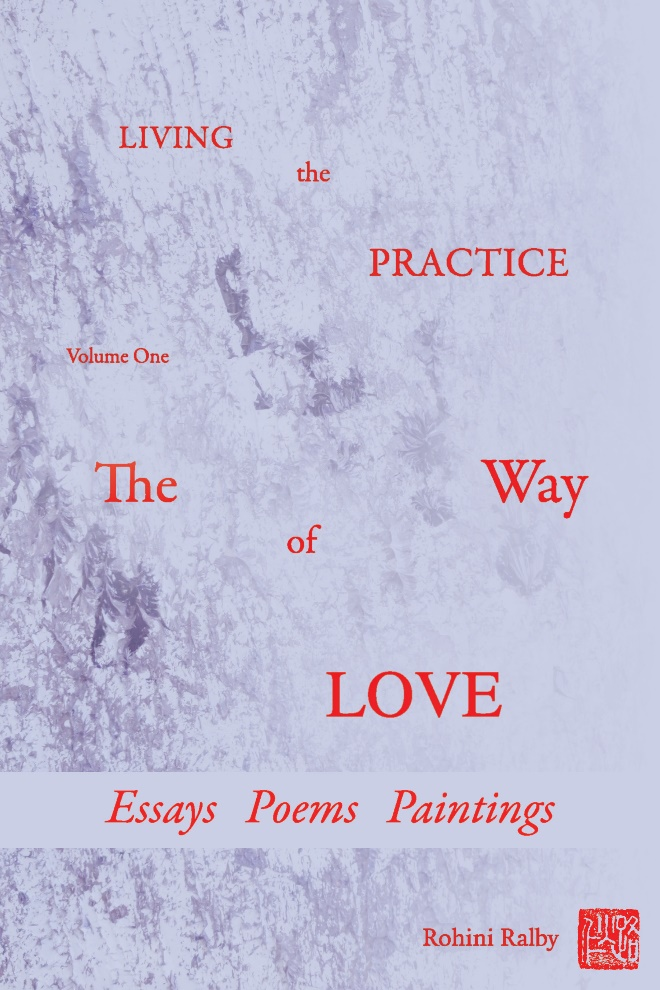 LIVING
the
PRACTICE
Volume One
The Way
of
LOVE
Essays Poems Paintings
Rohini Ralby